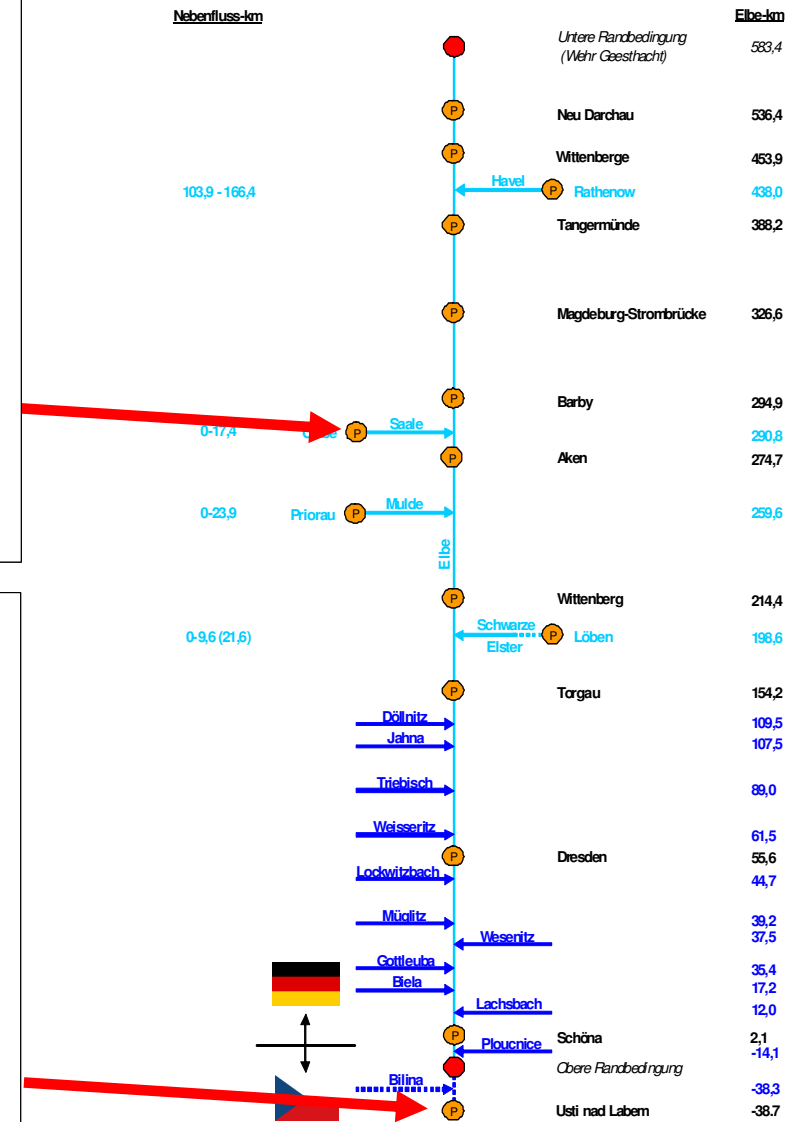 Nebenfluss-km Elbe-km
Untere Randbedingung
(Wehr Geesthacht) 583,4
P Neu Darchau 536,4
P Wittenberge 453,9
103,9 - 166,4 Havel P Rathenow 438,0
P Tangermünde 388,2
P Magdeburg-Strombrücke 326,6
P Barby 294,9
0-17,4 P Saale 290,8
P Aken 274,7
0-23,9 Priorau P Mulde 259,6
Elbe
P Wittenberg 214,4
0-9,6 (21,6) Schwarze Elster P Löben 198,6
P Torgau 154,2
Döllnitz 109,5
Jahna 107,5
Triebisch 89,0
Weisseritz 61,5
P Dresden 55,6
Lockwitzbach 44,7
Müglitz 39,2
Wesenitz 37,5
Gottleuba 35,4
Biela 17,2
Lachsbach 12,0
P Schöna 2,1
Ploucnice -14,1
Obere Randbedingung
Bilina -38,3
P Usti nad Labem -38.7